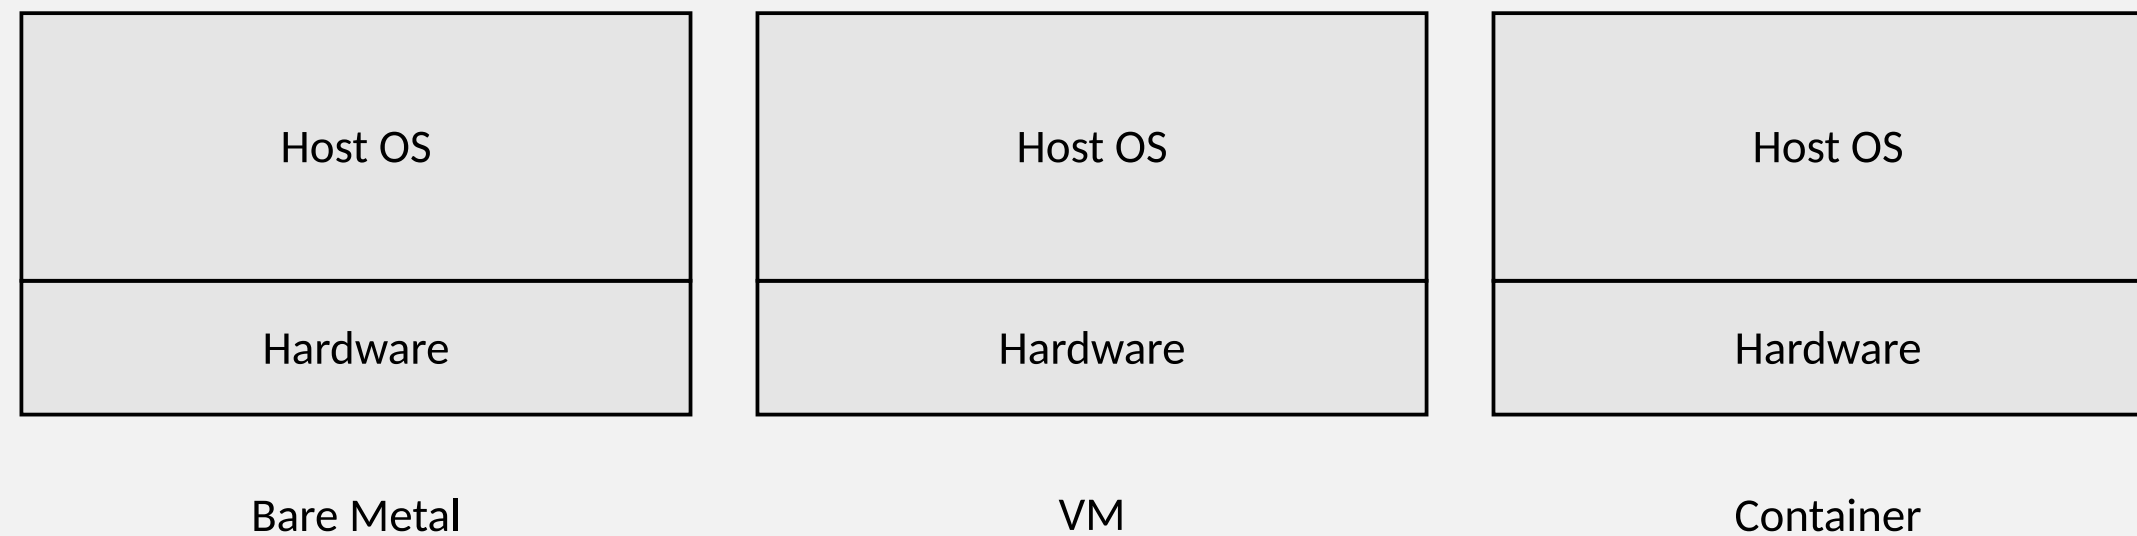 Host OS
Host OS
Host OS
Hardware
Hardware
Hardware
Bare Metal
VM
Container